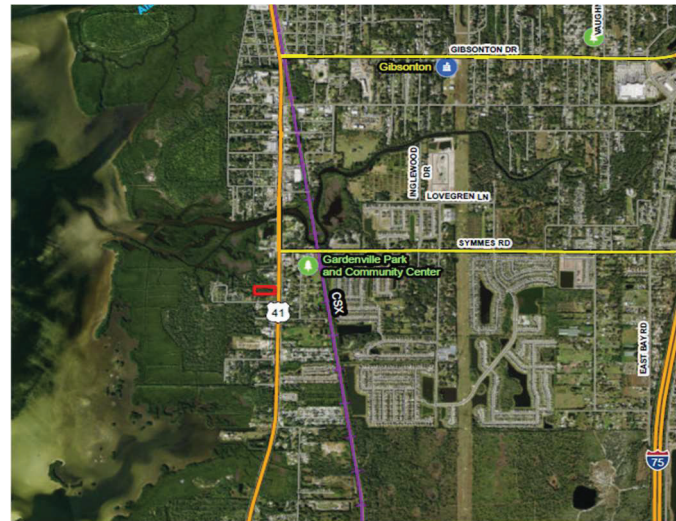 GIBSONTON DR
Gibsonton
INGLEWOOD
DR
LOVEGREN LN
SYMMES RD
Gardenville Park
and Community Center
41
CSX
EAST BAY RD
75